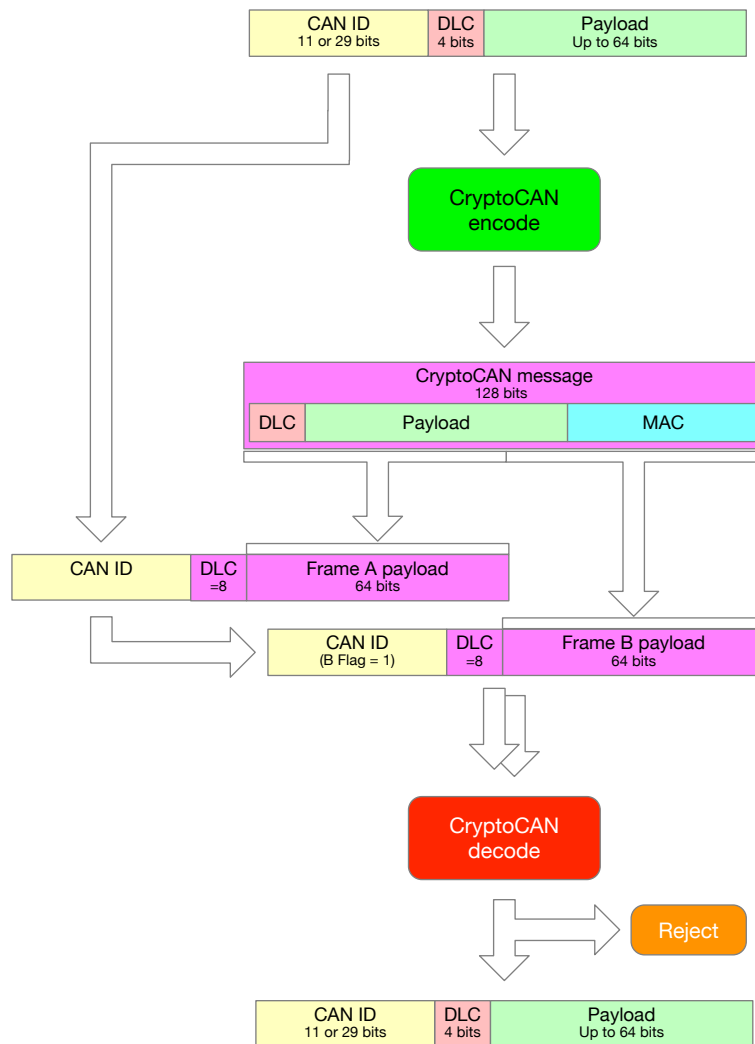 CAN ID DLC Payload
11 or 29 bits 4 bits Up to 64 bits
CryptoCAN
encode
CryptoCAN message
128 bits
DLC Payload MAC
CAN ID DLC Frame A payload
=8 64 bits
CAN ID DLC Frame B payload
(B Flag = 1) =8 64 bits
CryptoCAN
decode
Reject
CAN ID DLC Payload
11 or 29 bits 4 bits Up to 64 bits